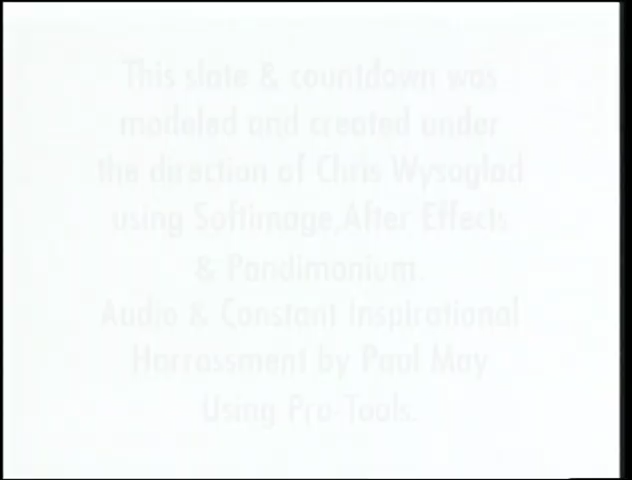 This slate & countdown was
modeled and created under
the direction of Chris Wysoglad
using Softimage,After Effects
& Pandimonium.
Audio & Constant Inspirational
Harrassment by Paul May
Using Pro-Tools.